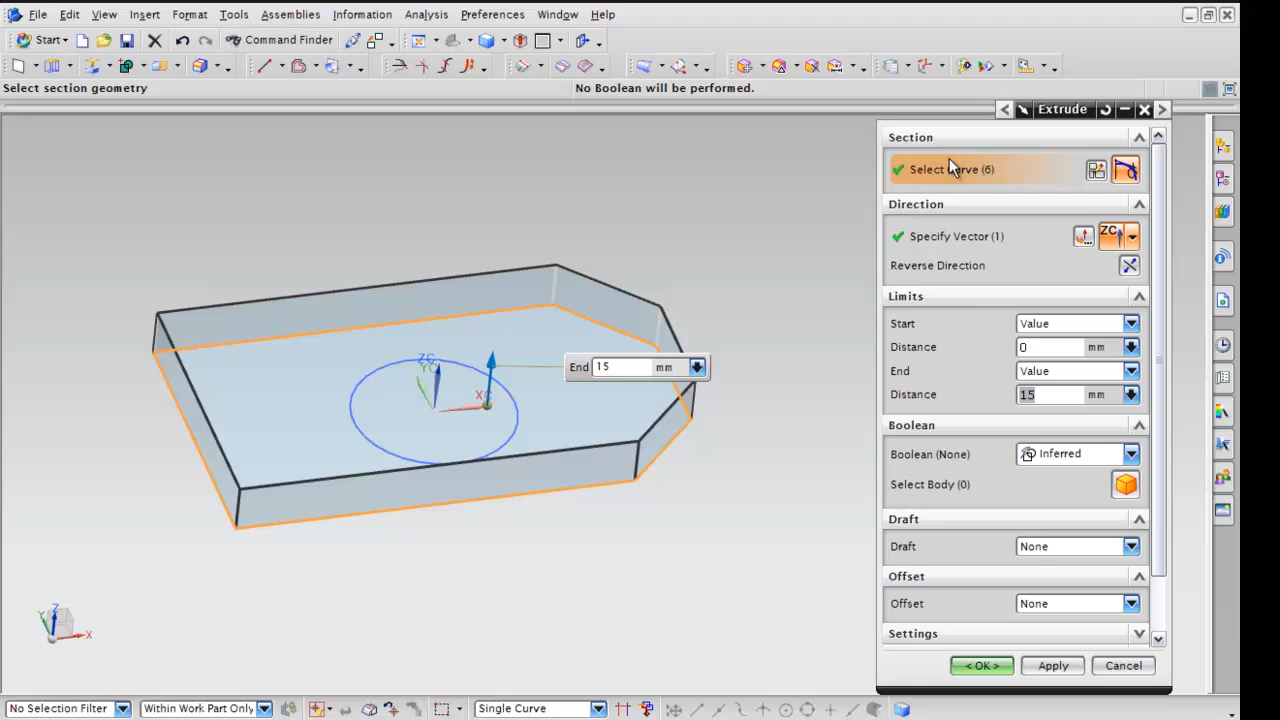 File Edit View Insert Format Tools Assemblies Information Analysis Preferences Window Help
Start Command Finder
Select section geometry No Boolean will be performed.
Extrude
Section
Select Curve (6)
Direction
Specify Vector (1) ZC
Reverse Direction
Limits
Start Value
Distance 0 mm
End Value
Distance 15 mm
Boolean
Boolean (None) Inferred
Select Body (0)
Draft
Draft None
Offset
Offset None
Settings
< OK > Apply Cancel
End 15 mm
ZC
YC
XC
Z
Y
X
No Selection Filter Within Work Part Only Single Curve